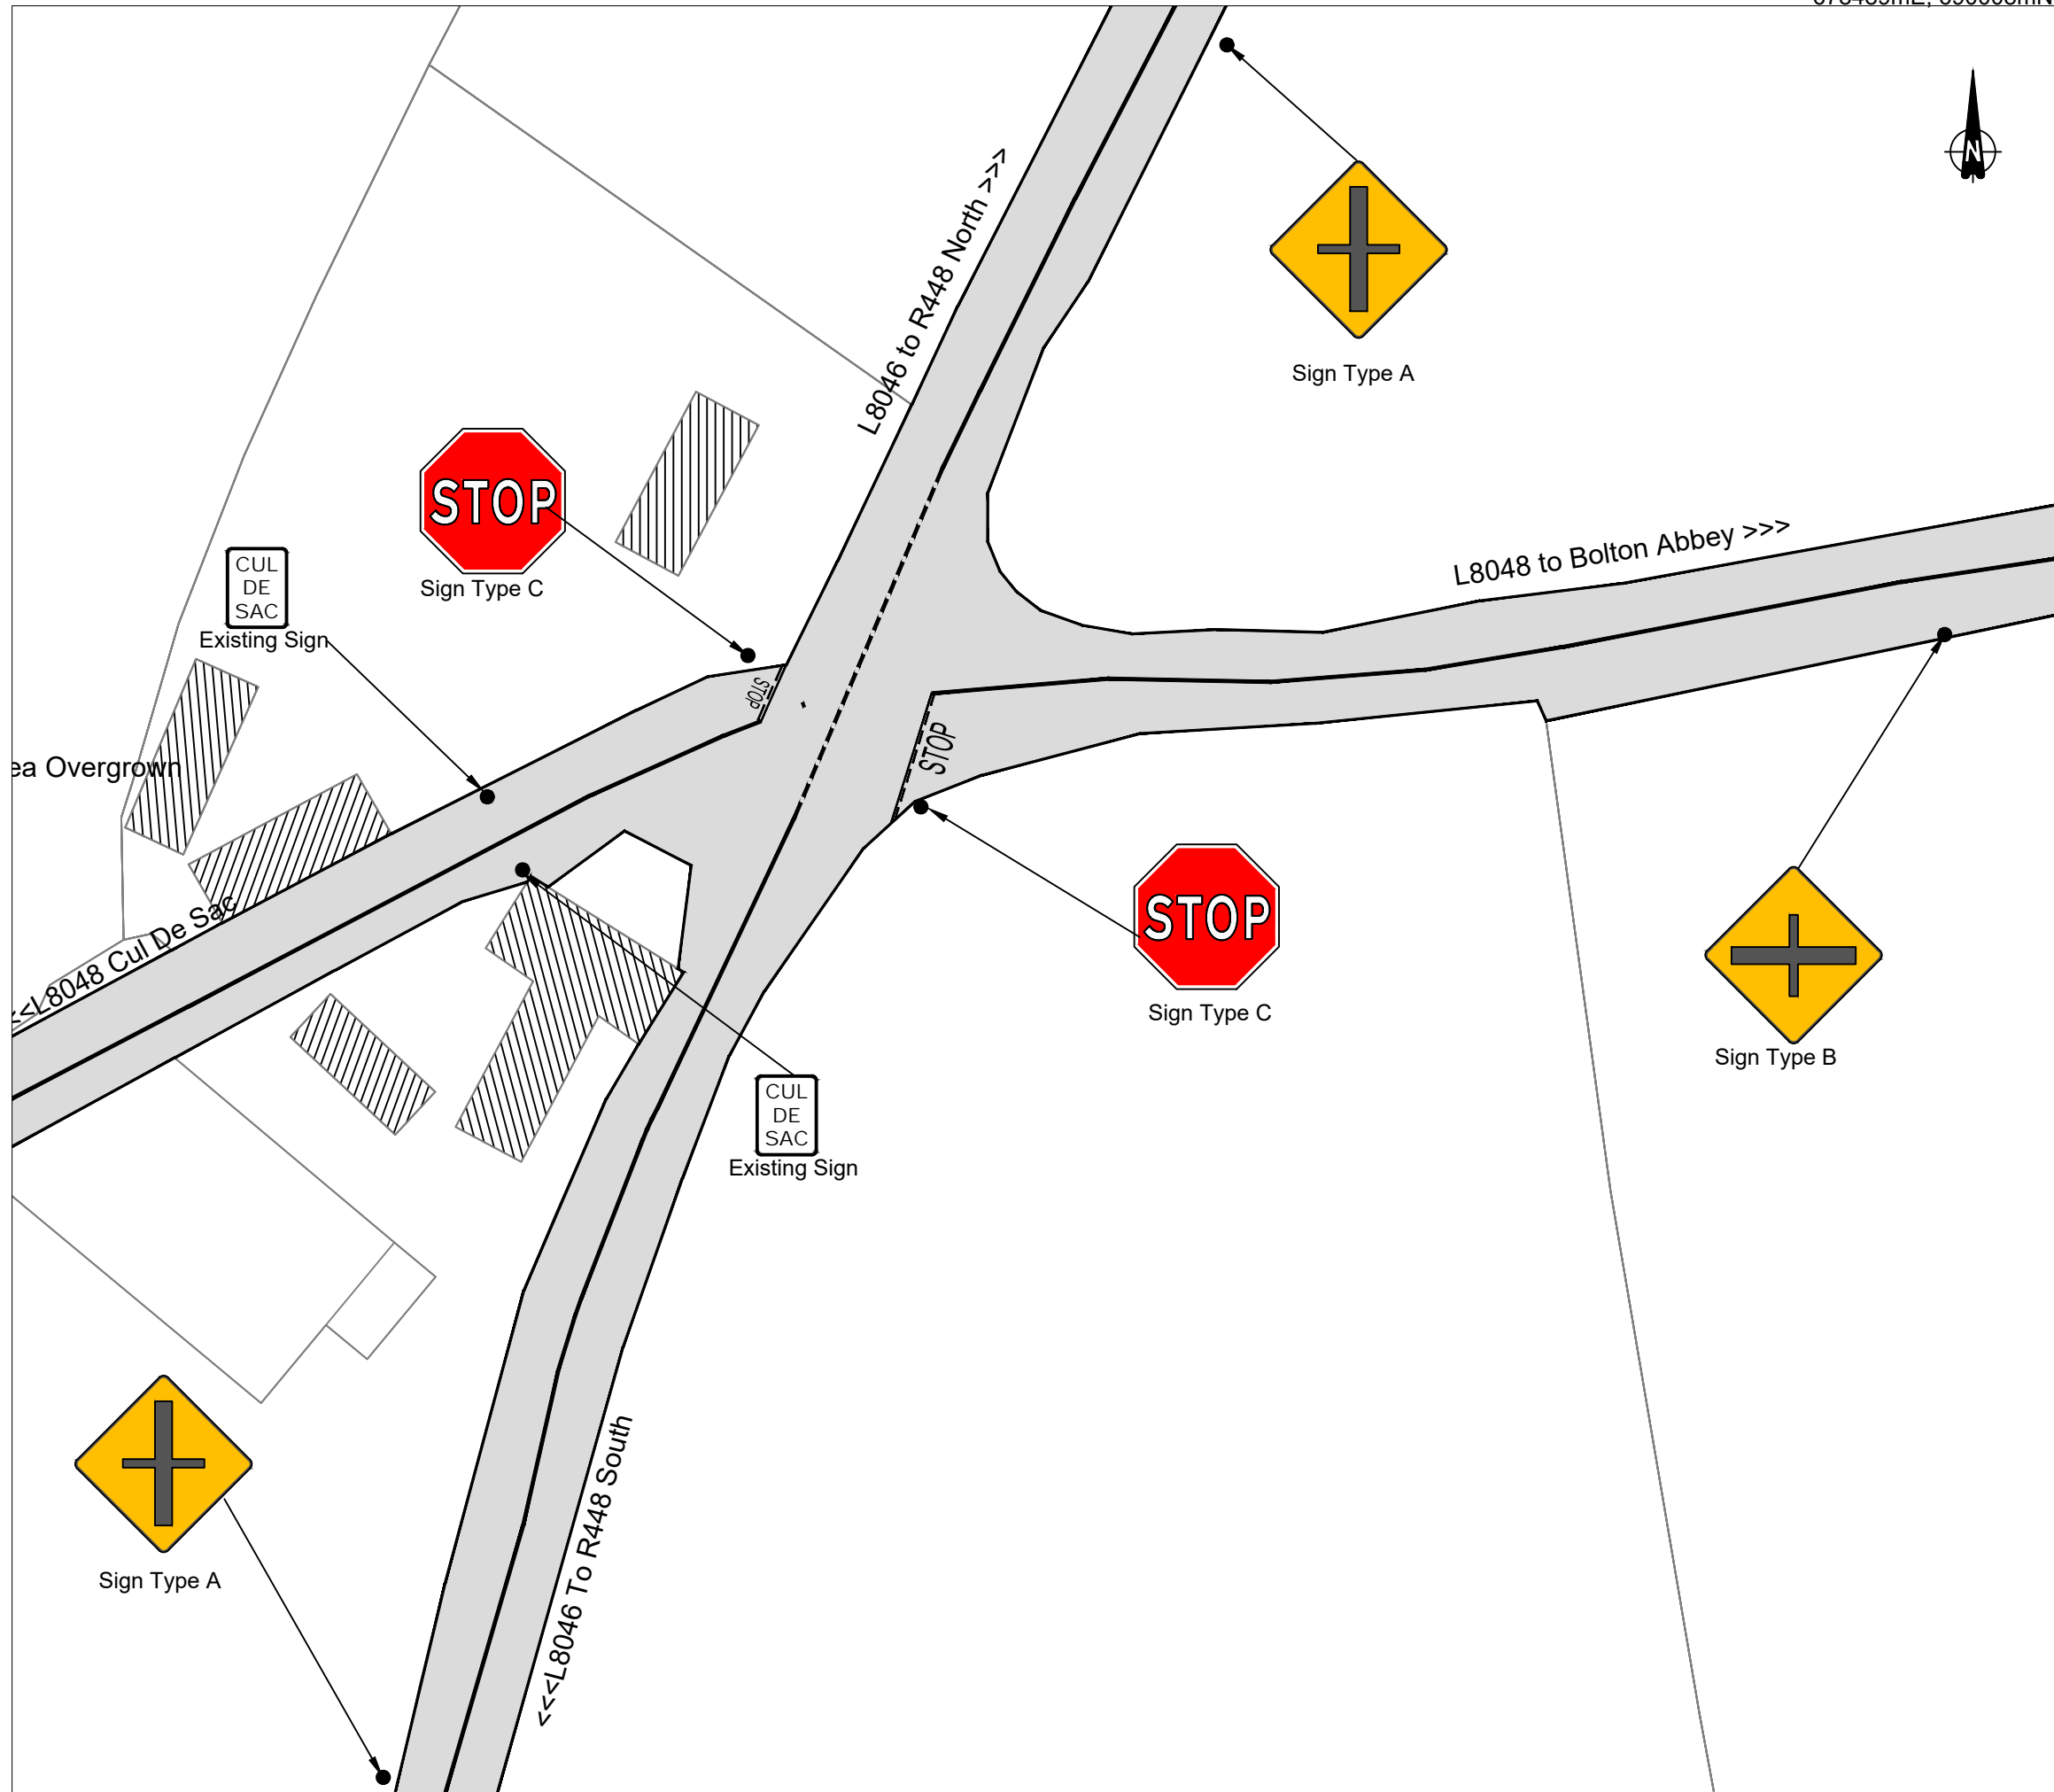 L8046 to R448 North >>>
N
Sign Type A
STOP
Sign Type C
CUL
DE
SAC
Existing Sign
L8048 to Bolton Abbey >>>
STOP
STOP
ea Overgrown
<<L8048 Cul De Sac
STOP
Sign Type C
Sign Type B
CUL
DE
SAC
Existing Sign
Sign Type A
<<<L8046 To R448 South